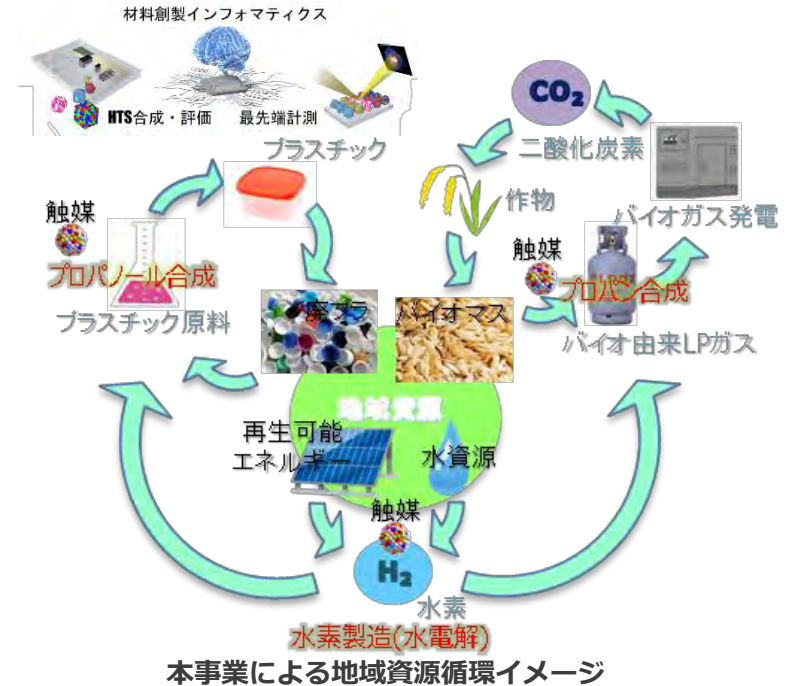 材料創製インフォマティクス
HTS合成・評価
最先端計測
プラスチック
CO₂
二酸化炭素
作物
バイオガス発電
触媒
プロパノール合成
プラスチック原料
触媒
プロパン合成
バイオ由来LPガス
廃プラ
バイオマス
地域資源
再生可能
エネルギー
水資源
触媒
H₂
水素
水素製造(水電解)
本事業による地域資源循環イメージ